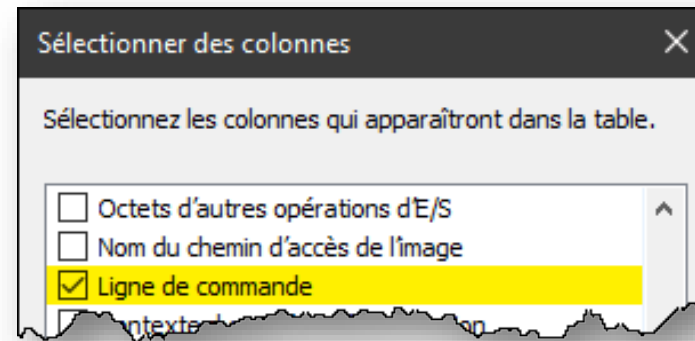 Sélectionner des colonnes
Sélectionnez les colonnes qui apparaîtront dans la table.
Octets d'autres opérations d'E/S
Nom du chemin d'accès de l'image
Ligne de commande